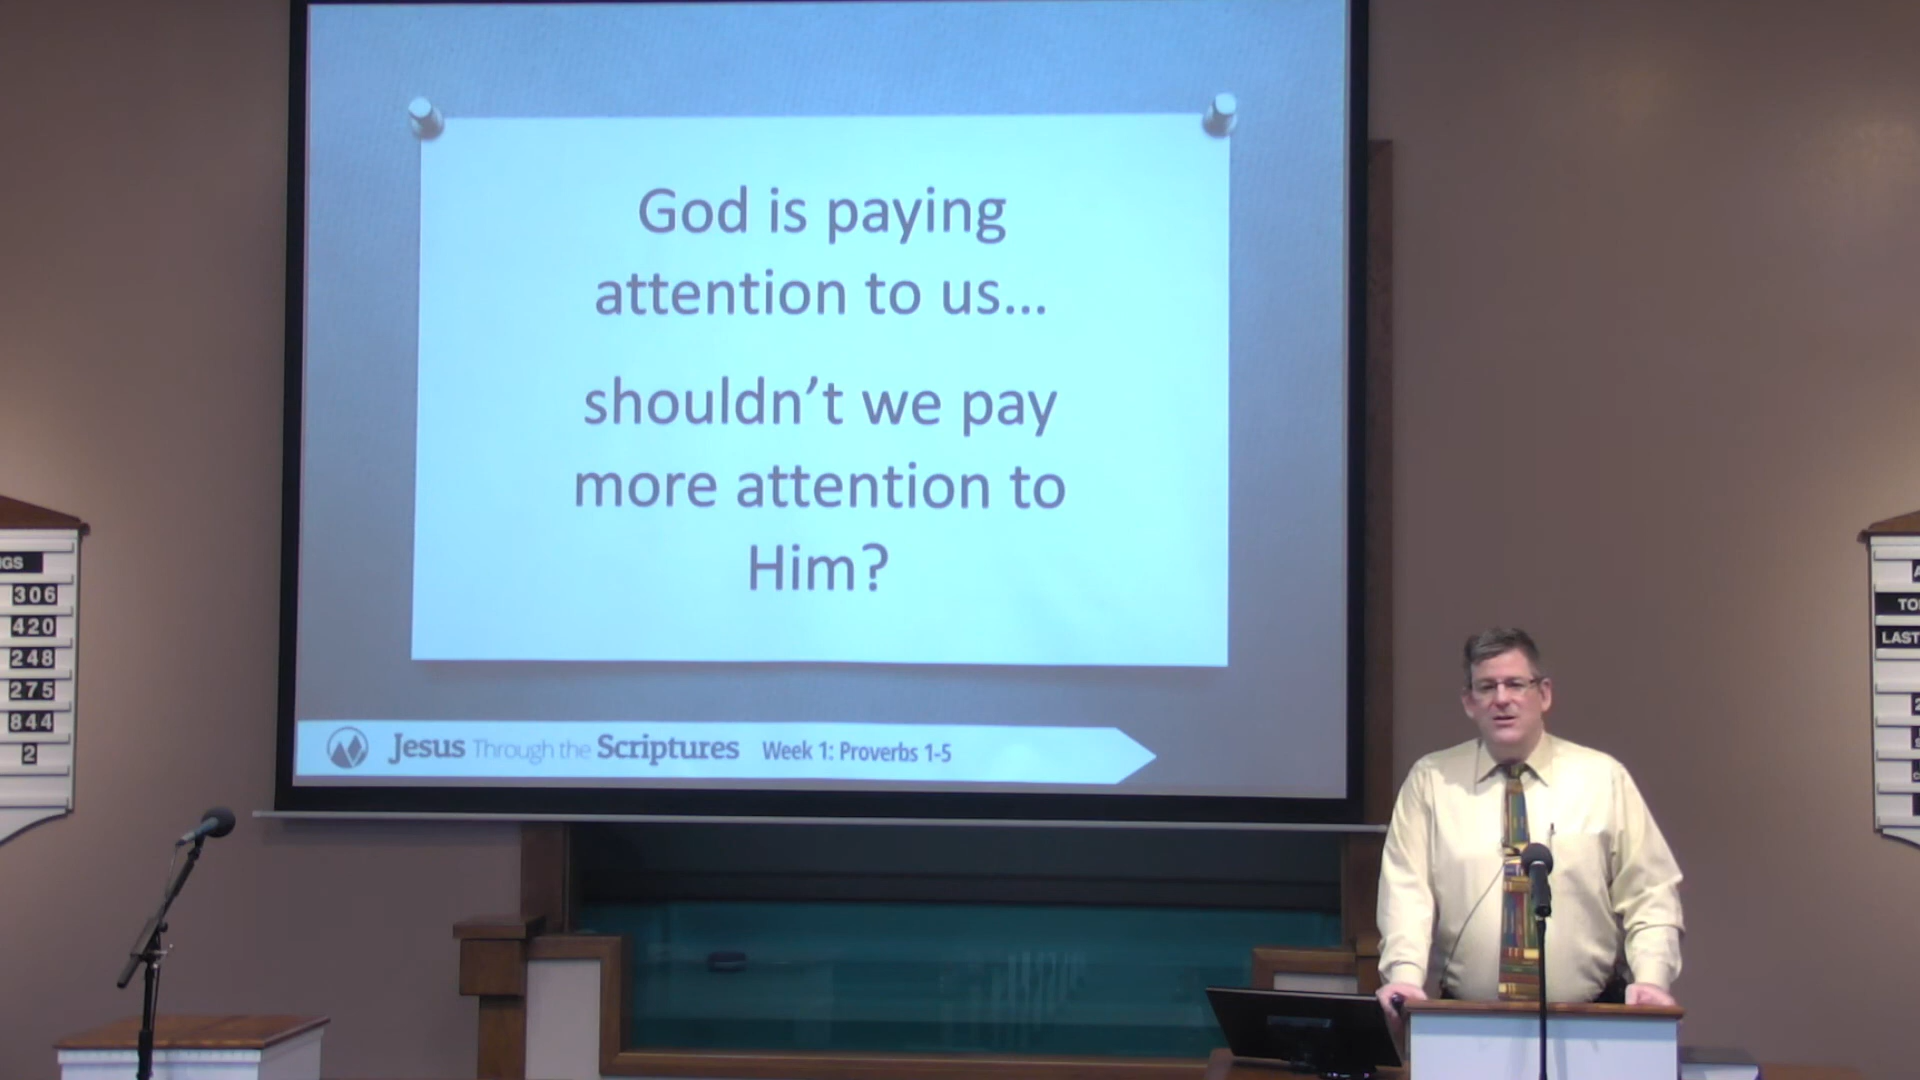 God is paying
attention to us...
shouldn't we pay
more attention to
Him?
Jesus Through the Scriptures Week 1: Proverbs 1-5
306
420
248
275
844
2
LAST